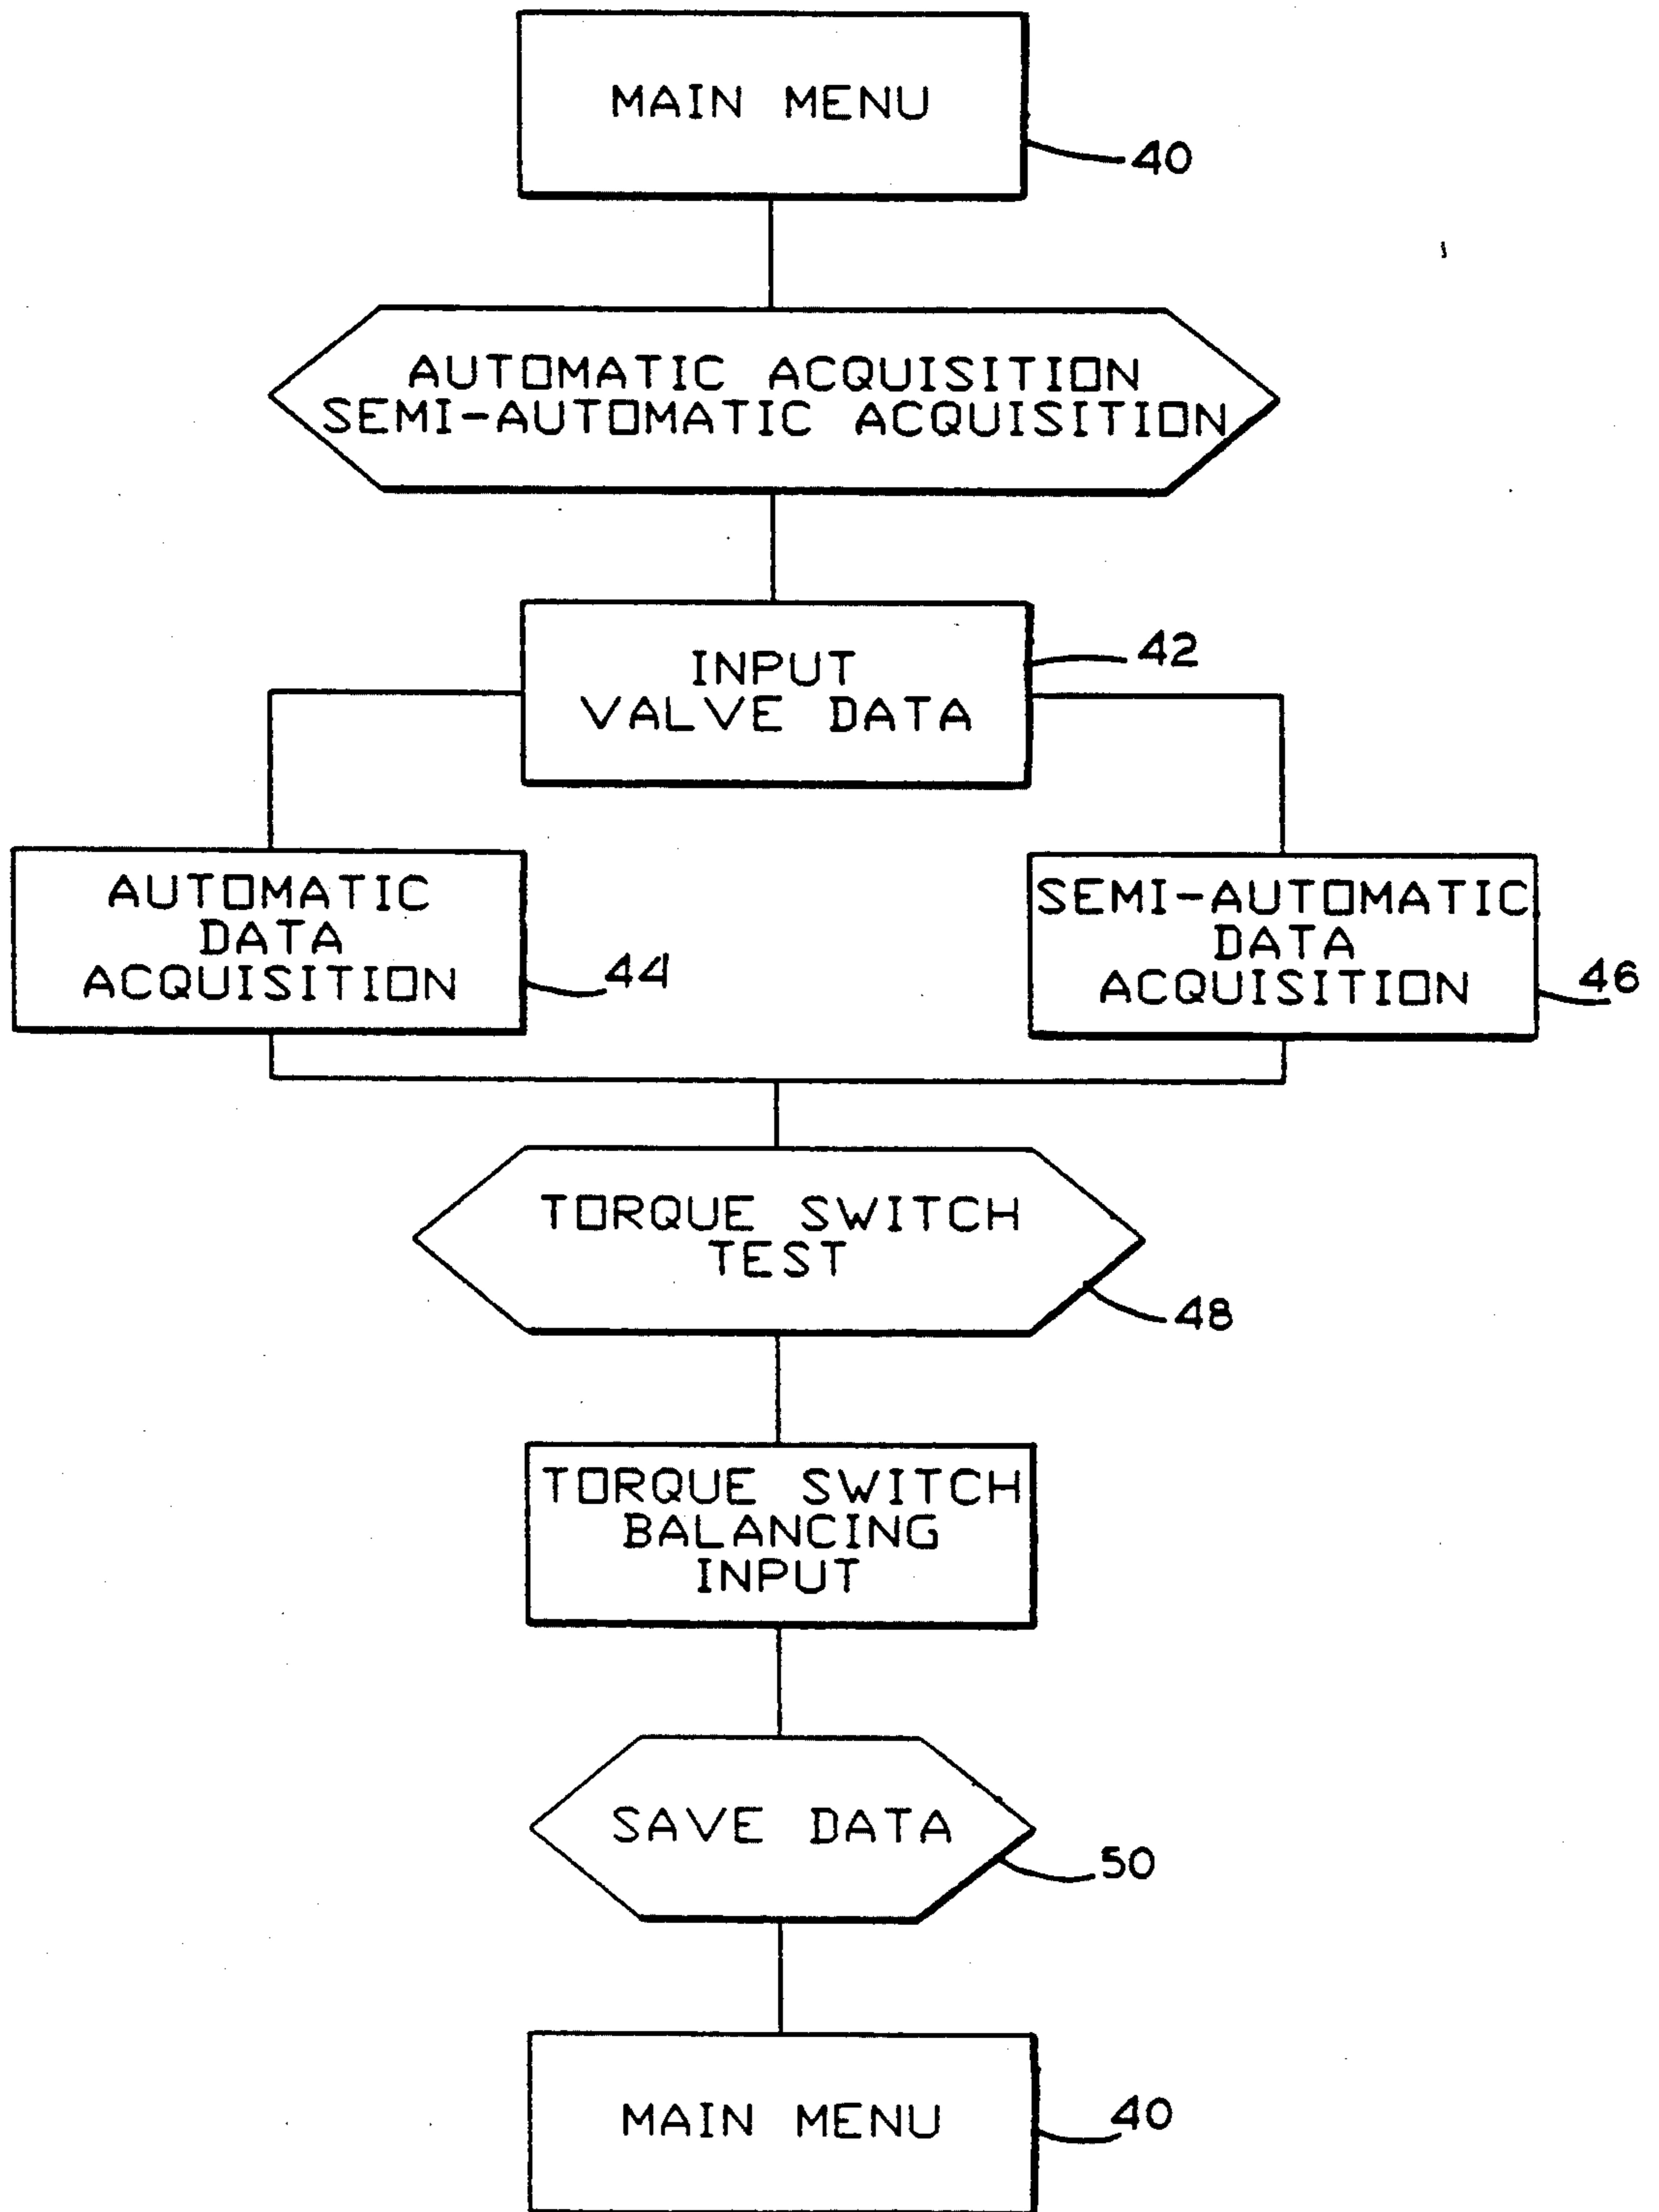 MAIN MENU
40
AUTOMATIC ACQUISITION
SEMI-AUTOMATIC ACQUISITION
INPUT
VALVE DATA
42
AUTOMATIC
DATA
ACQUISITION
44
SEMI-AUTOMATIC
DATA
ACQUISITION
46
TORQUE SWITCH
TEST
48
TORQUE SWITCH
BALANCING
INPUT
SAVE DATA
50
MAIN MENU
40